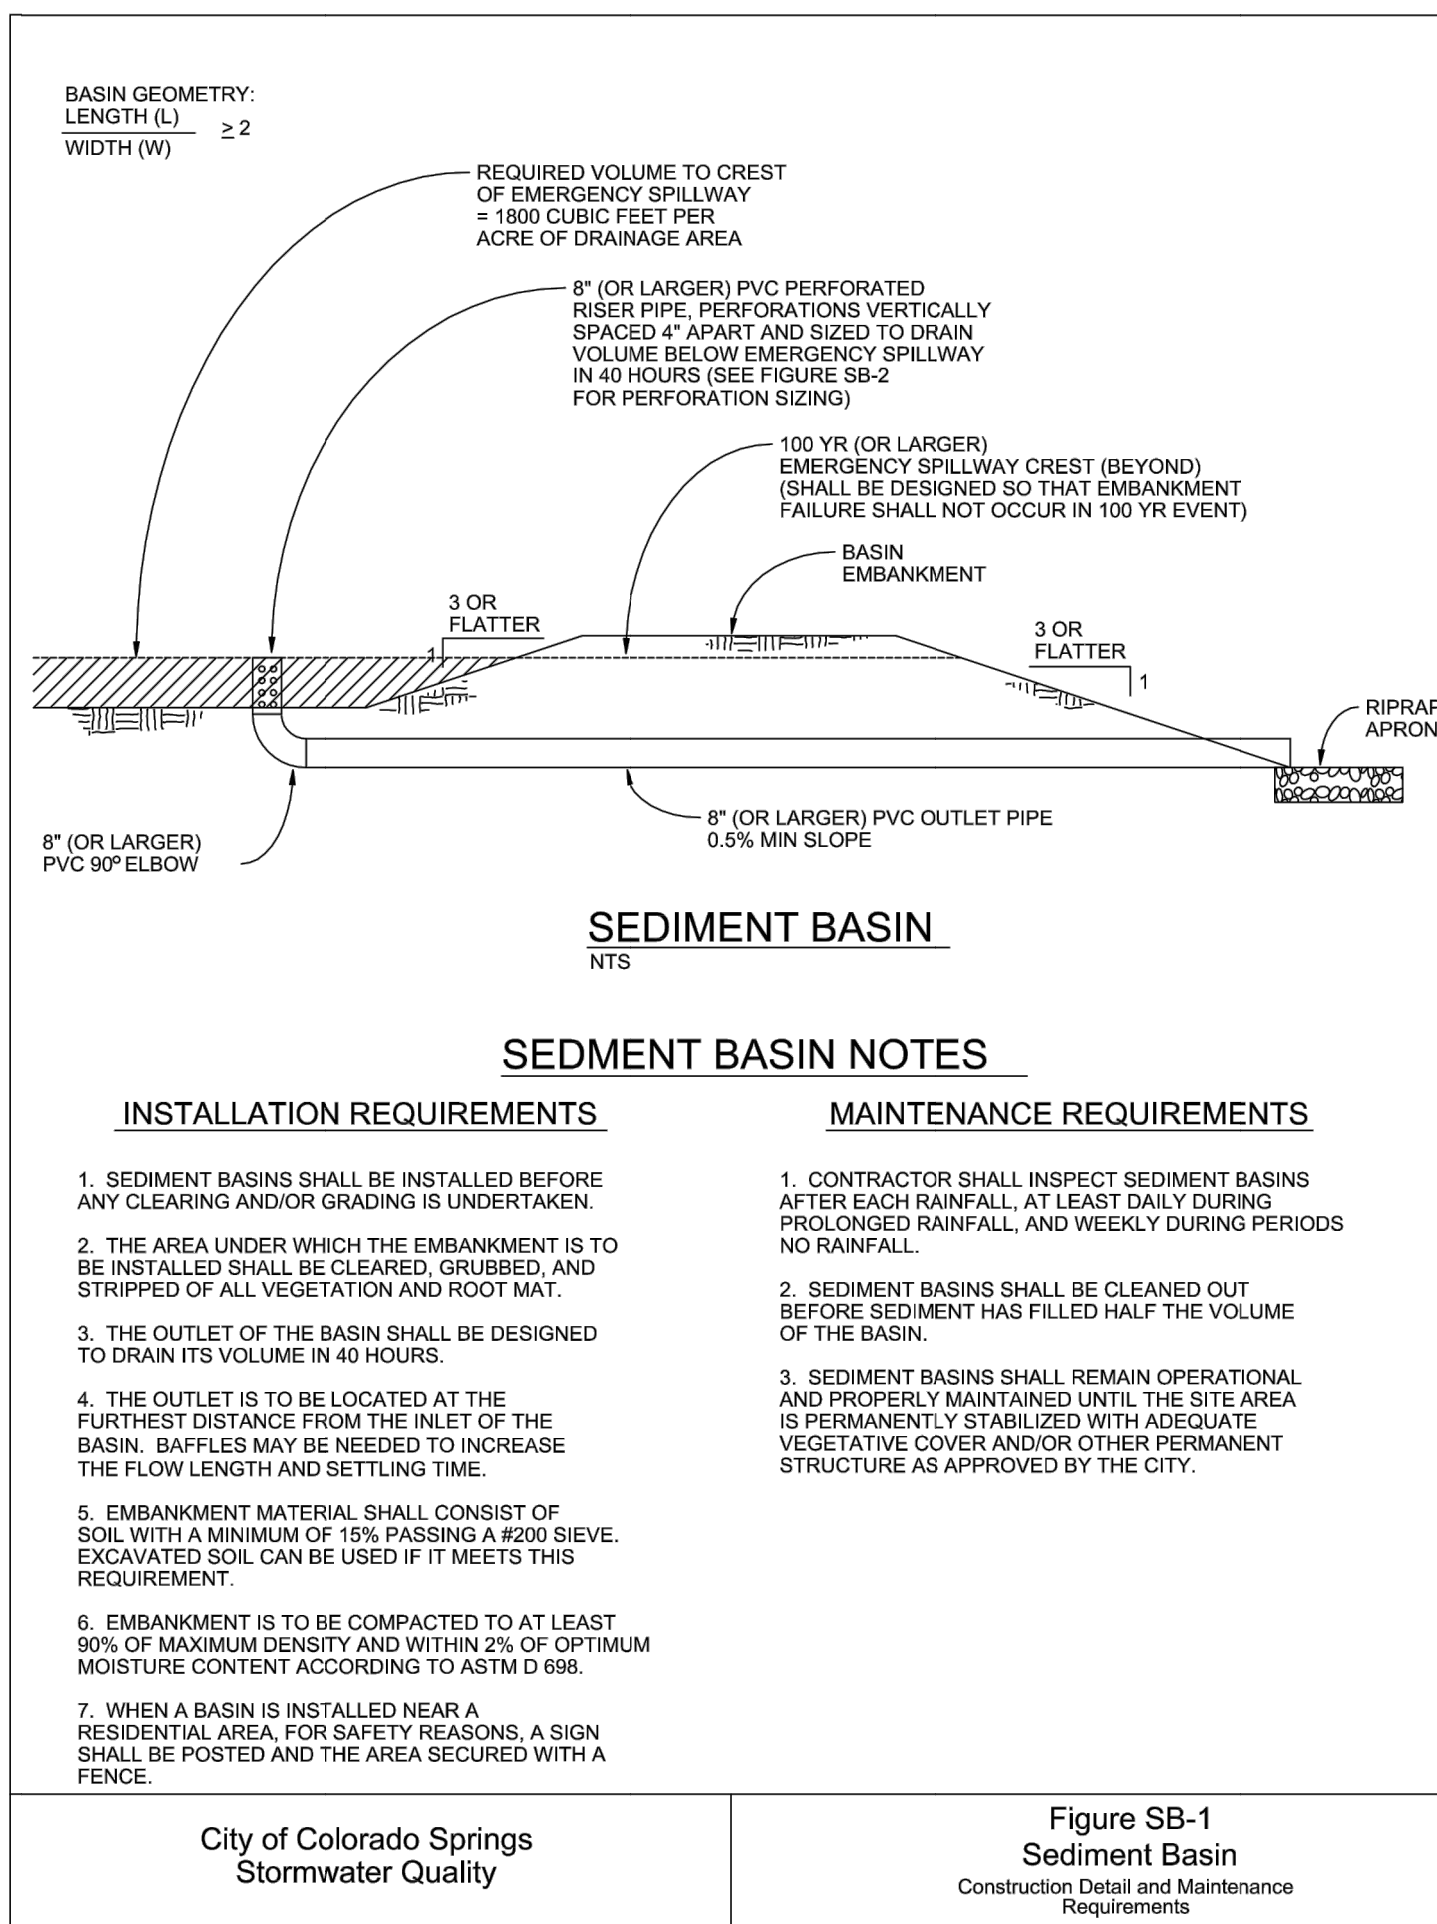 BASIN GEOMETRY:
LENGTH (L)
WIDTH (W)
≥ 2
REQUIRED VOLUME TO CREST
OF EMERGENCY SPILLWAY
= 1800 CUBIC FEET PER
ACRE OF DRAINAGE AREA
8" (OR LARGER) PVC PERFORATED
RISER PIPE, PERFORATIONS VERTICALLY
SPACED 4" APART AND SIZED TO DRAIN
VOLUME BELOW EMERGENCY SPILLWAY
IN 40 HOURS (SEE FIGURE SB-2
FOR PERFORATION SIZING)
100 YR (OR LARGER)
EMERGENCY SPILLWAY CREST (BEYOND)
(SHALL BE DESIGNED SO THAT EMBANKMENT
FAILURE SHALL NOT OCCUR IN 100 YR EVENT)
BASIN
EMBANKMENT
3 OR
FLATTER
1
3 OR
FLATTER
1
RIPRAP
APRON
8" (OR LARGER) PVC OUTLET PIPE
0.5% MIN SLOPE
8" (OR LARGER)
PVC 90º ELBOW
SEDIMENT BASIN
NTS
SEDMENT BASIN NOTES
INSTALLATION REQUIREMENTS
1. SEDIMENT BASINS SHALL BE INSTALLED BEFORE
ANY CLEARING AND/OR GRADING IS UNDERTAKEN.
2. THE AREA UNDER WHICH THE EMBANKMENT IS TO
BE INSTALLED SHALL BE CLEARED, GRUBBED, AND
STRIPPED OF ALL VEGETATION AND ROOT MAT.
3. THE OUTLET OF THE BASIN SHALL BE DESIGNED
TO DRAIN ITS VOLUME IN 40 HOURS.
4. THE OUTLET IS TO BE LOCATED AT THE
FURTHEST DISTANCE FROM THE INLET OF THE
BASIN. BAFFLES MAY BE NEEDED TO INCREASE
THE FLOW LENGTH AND SETTLING TIME.
5. EMBANKMENT MATERIAL SHALL CONSIST OF
SOIL WITH A MINIMUM OF 15% PASSING A #200 SIEVE.
EXCAVATED SOIL CAN BE USED IF IT MEETS THIS
REQUIREMENT.
6. EMBANKMENT IS TO BE COMPACTED TO AT LEAST
90% OF MAXIMUM DENSITY AND WITHIN 2% OF OPTIMUM
MOISTURE CONTENT ACCORDING TO ASTM D 698.
7. WHEN A BASIN IS INSTALLED NEAR A
RESIDENTIAL AREA, FOR SAFETY REASONS, A SIGN
SHALL BE POSTED AND THE AREA SECURED WITH A
FENCE.
MAINTENANCE REQUIREMENTS
1. CONTRACTOR SHALL INSPECT SEDIMENT BASINS
AFTER EACH RAINFALL, AT LEAST DAILY DURING
PROLONGED RAINFALL, AND WEEKLY DURING PERIODS
NO RAINFALL.
2. SEDIMENT BASINS SHALL BE CLEANED OUT
BEFORE SEDIMENT HAS FILLED HALF THE VOLUME
OF THE BASIN.
3. SEDIMENT BASINS SHALL REMAIN OPERATIONAL
AND PROPERLY MAINTAINED UNTIL THE SITE AREA
IS PERMANENTLY STABILIZED WITH ADEQUATE
VEGETATIVE COVER AND/OR OTHER PERMANENT
STRUCTURE AS APPROVED BY THE CITY.
City of Colorado Springs
Stormwater Quality
Figure SB-1
Sediment Basin
Construction Detail and Maintenance
Requirements